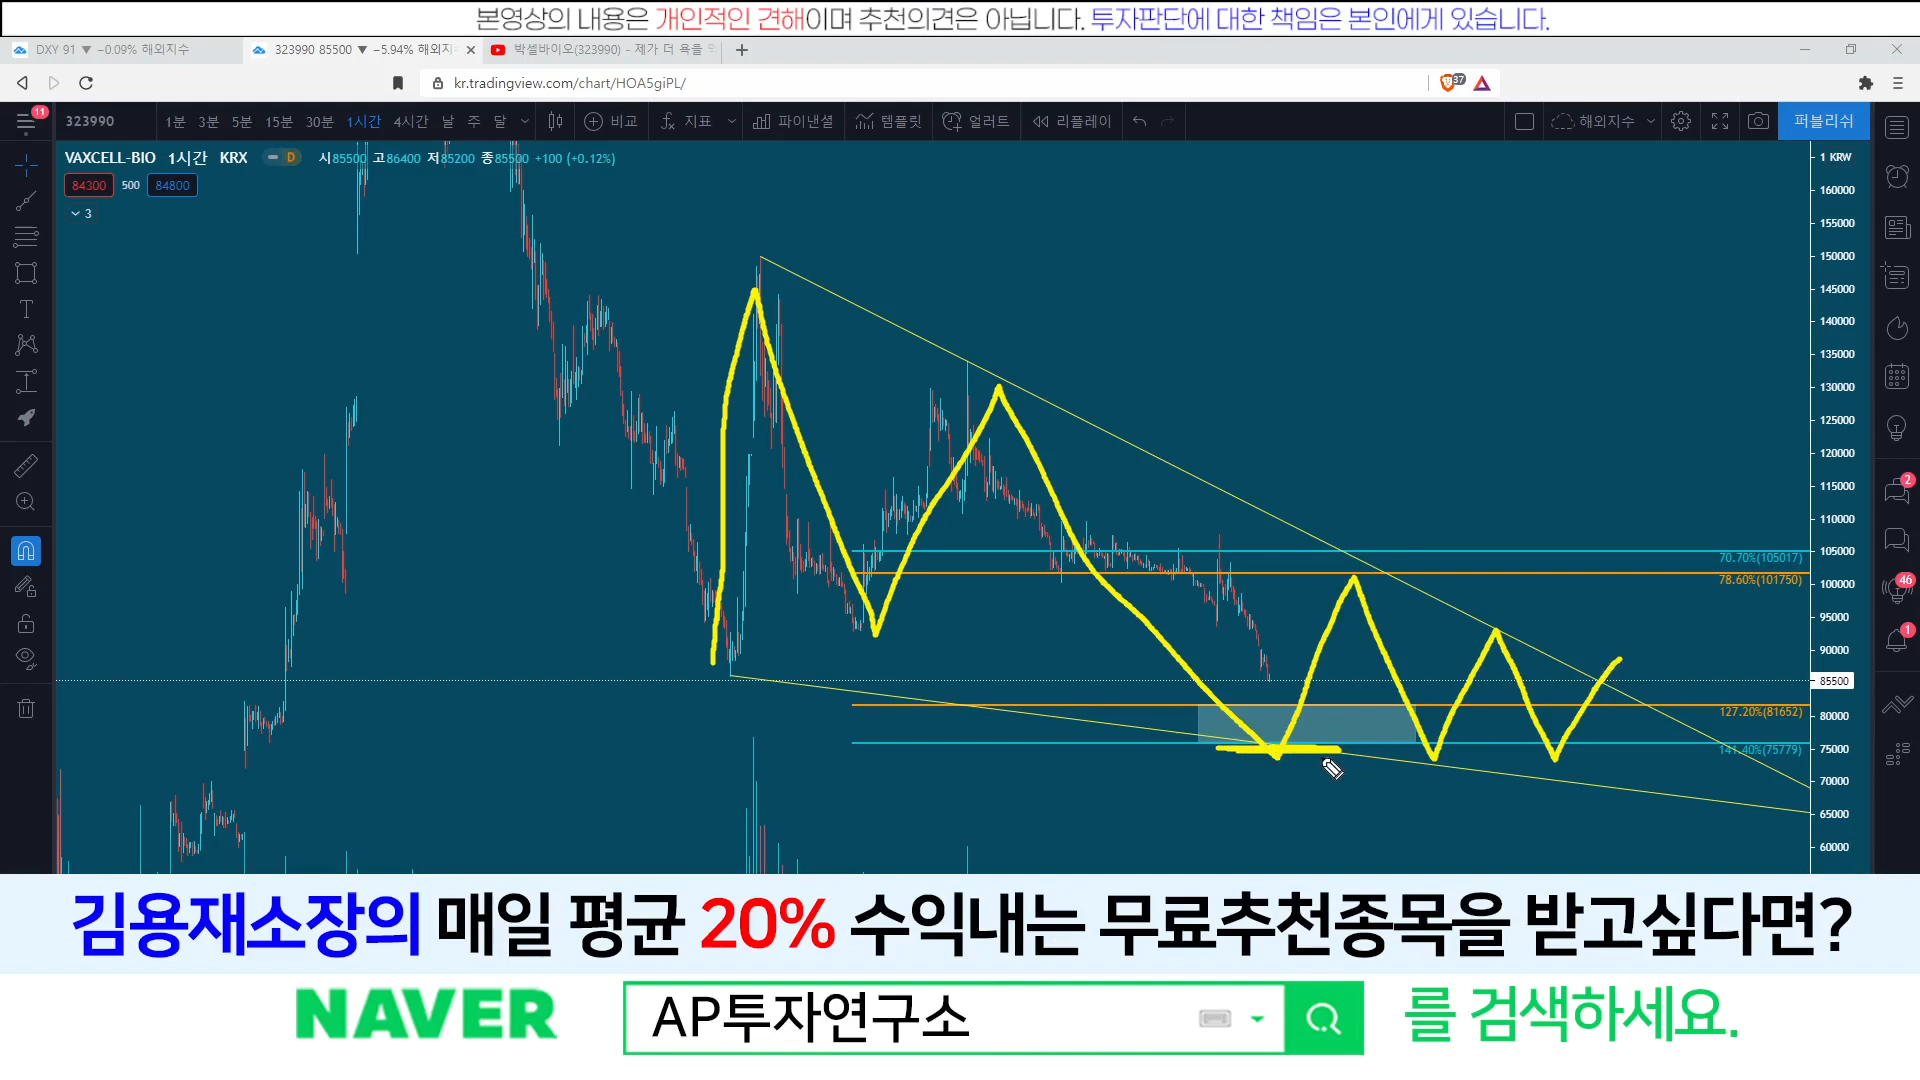 본영상의 내용은 개인적인 견해이며 추천의견은 아닙니다. 투자판단에 대한 책임은 본인에게 있습니다.
DXY 91 ▼ −0.09% 해외지수
323990 85500 ▼ −5.94% 해외지
박셀바이오(323990) - 제가 더 욕을
kr.tradingview.com/chart/HOA5giPL/
37
11
323990
1분 3분 5분 15분 30분 1시간 4시간 날 주 달
비교
지표
파이낸셜
템플릿
얼러트
리플레이
해외지수
퍼블리쉬
VAXCELL-BIO 1시간 KRX
D
시85500 고86400 저85200 종85500 +100 (+0.12%)
84300 500 84800
3
1 KRW
160000
155000
150000
145000
140000
135000
130000
125000
120000
115000
110000
105000
100000
95000
90000
85500
80000
75000
70000
65000
60000
70.70%(105017)
78.60%(101750)
127.20%(81652)
141.40%(75779)
2
46
1
김용재소장의 매일 평균 20% 수익내는 무료추천종목을 받고싶다면?
NAVER
AP투자연구소
를 검색하세요.